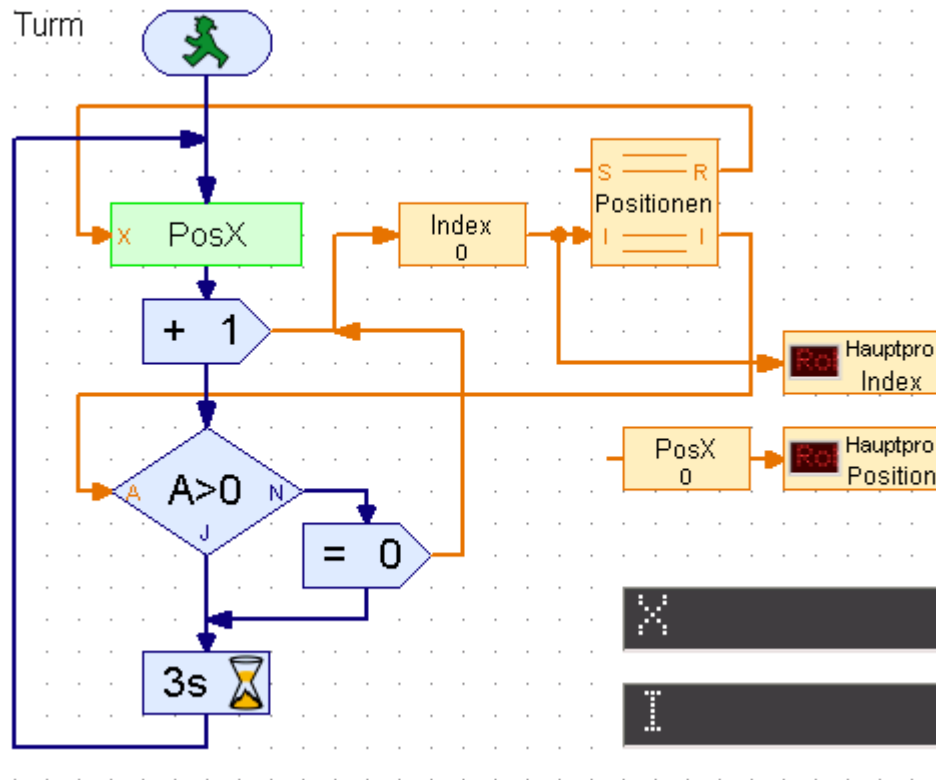 Turm
S R
Positionen
I I
X PosX
Index
0
+ 1
Hauptpro
Index
PosX
0
Hauptpro
Position
A A>0 N
J
= 0
X
3s
I